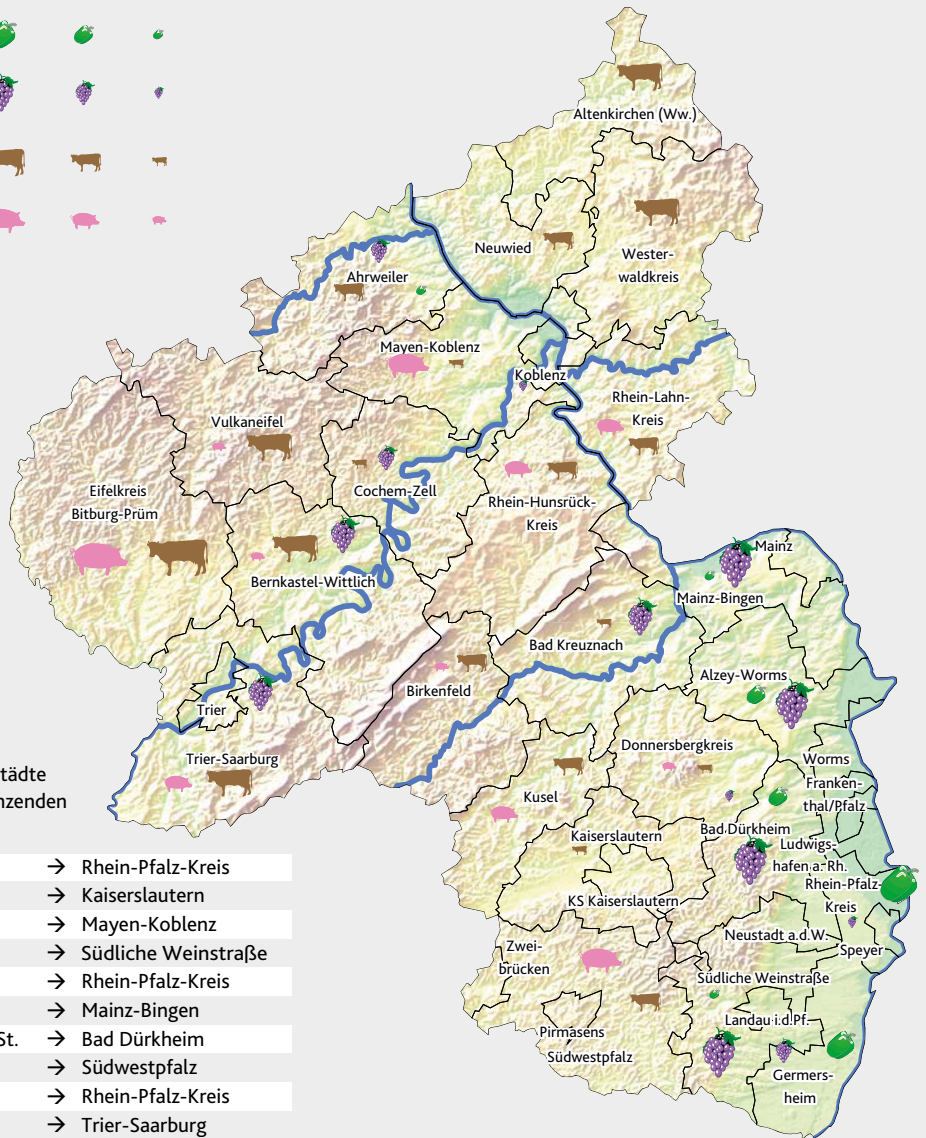 Altenkirchen (Ww.)
Neuwied
Wester-
waldkreis
Ahrweiler
Mayen-Koblenz
Koblenz
Rhein-Lahn-
Kreis
Vulkaneifel
Cochem-Zell
Eifelkreis
Bitburg-Prüm
Rhein-Hunsrück-
Kreis
Bernkastel-Wittlich
Mainz
Mainz-Bingen
Bad Kreuznach
Alzey-Worms
Birkenfeld
Trier
Trier-Saarburg
Donnersbergkreis
Worms
Franken-
thal/Pfalz
Kusel
Kaiserslautern
Bad Dürkheim
Ludwigs-
hafen a. Rh.
Rhein-Pfalz-
Kreis
KS Kaiserslautern
Neustadt a.d.W.
Speyer
Zwei-
brücken
Südliche Weinstraße
Landau i.d.Pf.
Pirmasens
Südwestpfalz
Germers-
heim
tädte
nzenden
→ Rhein-Pfalz-Kreis
→ Kaiserslautern
→ Mayen-Koblenz
→ Südliche Weinstraße
→ Rhein-Pfalz-Kreis
→ Mainz-Bingen
St. → Bad Dürkheim
→ Südwestpfalz
→ Rhein-Pfalz-Kreis
→ Trier-Saarburg